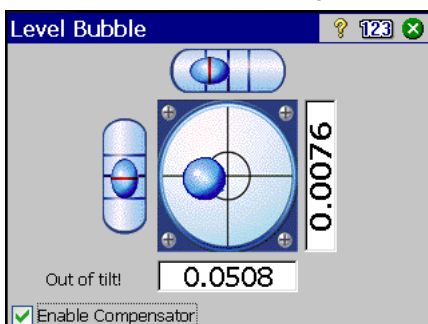 Level Bubble ? 123
0.0076
Out of tilt! 0.0508
Enable Compensator